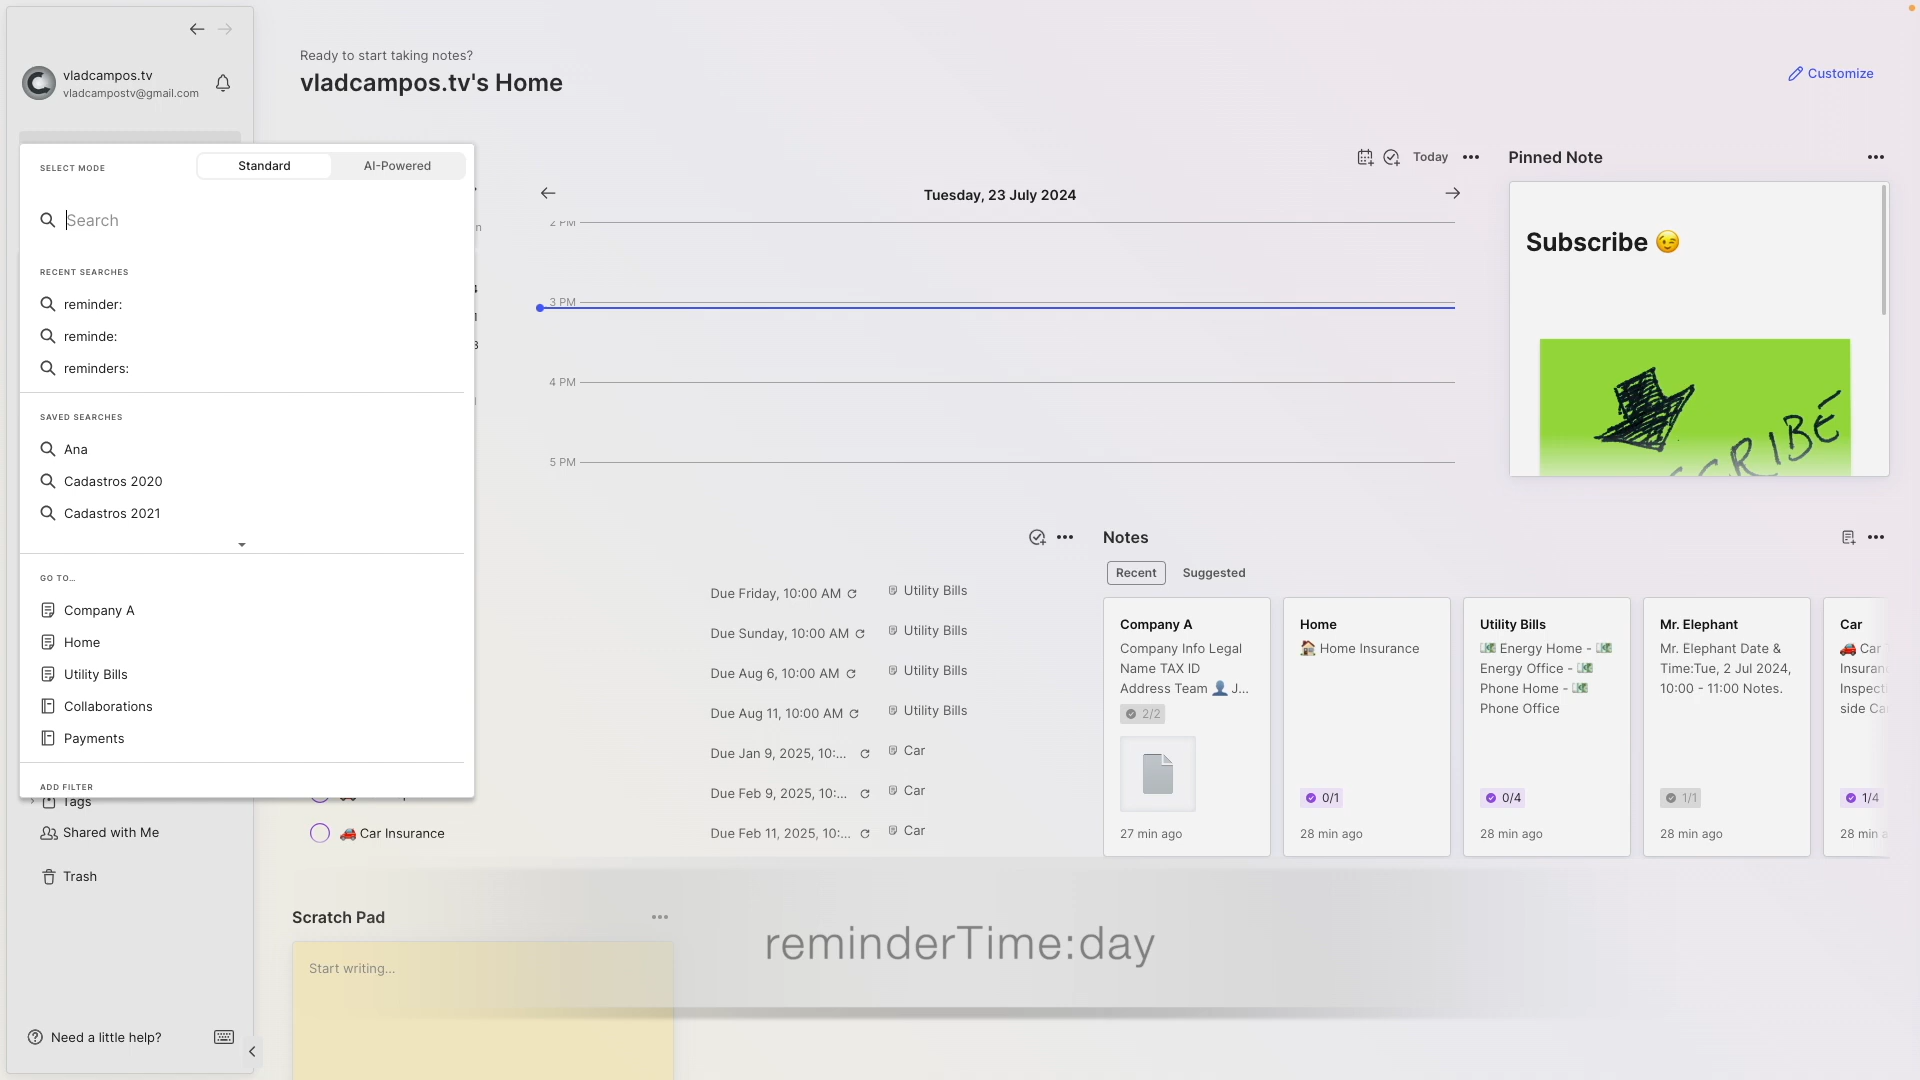 vladcampos.tv
vladcampostv@gmail.com
Ready to start taking notes?
vladcampos.tv's Home
Customize
SELECT MODE
Standard
AI-Powered
Search
RECENT SEARCHES
reminder:
reminde:
reminders:
SAVED SEARCHES
Ana
Cadastros 2020
Cadastros 2021
GO TO...
Company A
Home
Utility Bills
Collaborations
Payments
ADD FILTER
Tags
Shared with Me
Trash
Need a little help?
Today
Tuesday, 23 July 2024
2 PM
3 PM
4 PM
5 PM
Pinned Note
Subscribe 😉
Due Friday, 10:00 AM
Utility Bills
Due Sunday, 10:00 AM
Utility Bills
Due Aug 6, 10:00 AM
Utility Bills
Due Aug 11, 10:00 AM
Utility Bills
Due Jan 9, 2025, 10:...
Car
Due Feb 9, 2025, 10:...
Car
🚗 Car Insurance
Due Feb 11, 2025, 10:...
Car
Notes
Recent
Suggested
Company A
Company Info Legal
Name TAX ID
Address Team 👤 J...
2/2
27 min ago
Home
🏠 Home Insurance
0/1
28 min ago
Utility Bills
💵 Energy Home - 💵
Energy Office - 💵
Phone Home - 💵
Phone Office
0/4
28 min ago
Mr. Elephant
Mr. Elephant Date &
Time:Tue, 2 Jul 2024,
10:00 - 11:00 Notes.
1/1
28 min ago
Car
🚗 Car
Insuran
Inspecti
side Ca
1/4
28 min a
Scratch Pad
Start writing...
reminderTime:day